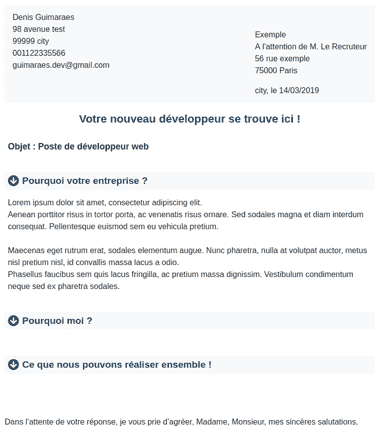 Denis Guimaraes
98 avenue test
99999 city
001122335566
guimaraes.dev@gmail.com
Exemple
A l'attention de M. Le Recruteur
56 rue exemple
75000 Paris
city, le 14/03/2019
Votre nouveau développeur se trouve ici !
Objet : Poste de développeur web
Pourquoi votre entreprise ?
Lorem ipsum dolor sit amet, consectetur adipiscing elit.
Aenean porttitor risus in tortor porta, ac venenatis risus ornare. Sed sodales magna et diam interdum
consequat. Pellentesque euismod sem eu vehicula pretium.
Maecenas eget rutrum erat, sodales elementum augue. Nunc pharetra, nulla at volutpat auctor, metus
nisl pretium nisl, id convallis massa lacus a odio.
Phasellus faucibus sem quis lacus fringilla, ac pretium massa dignissim. Vestibulum condimentum
neque sed ex pharetra sodales.
Pourquoi moi ?
Ce que nous pouvons réaliser ensemble !
Dans l'attente de votre réponse, je vous prie d'agréer, Madame, Monsieur, mes sincères salutations.